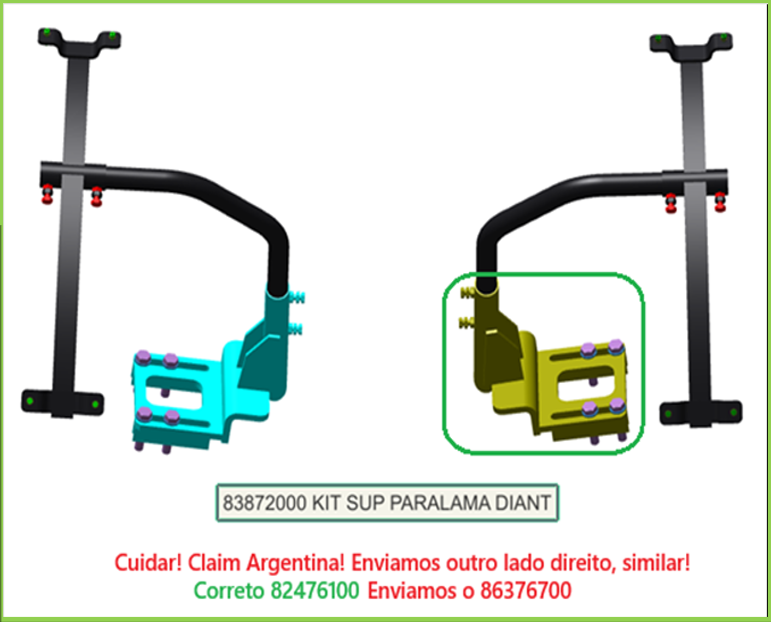 83872000 KIT SUP PARALAMA DIANT
Cuidar! Claim Argentina! Enviamos outro lado direito, similar!
Correto 82476100 Enviamos o 86376700